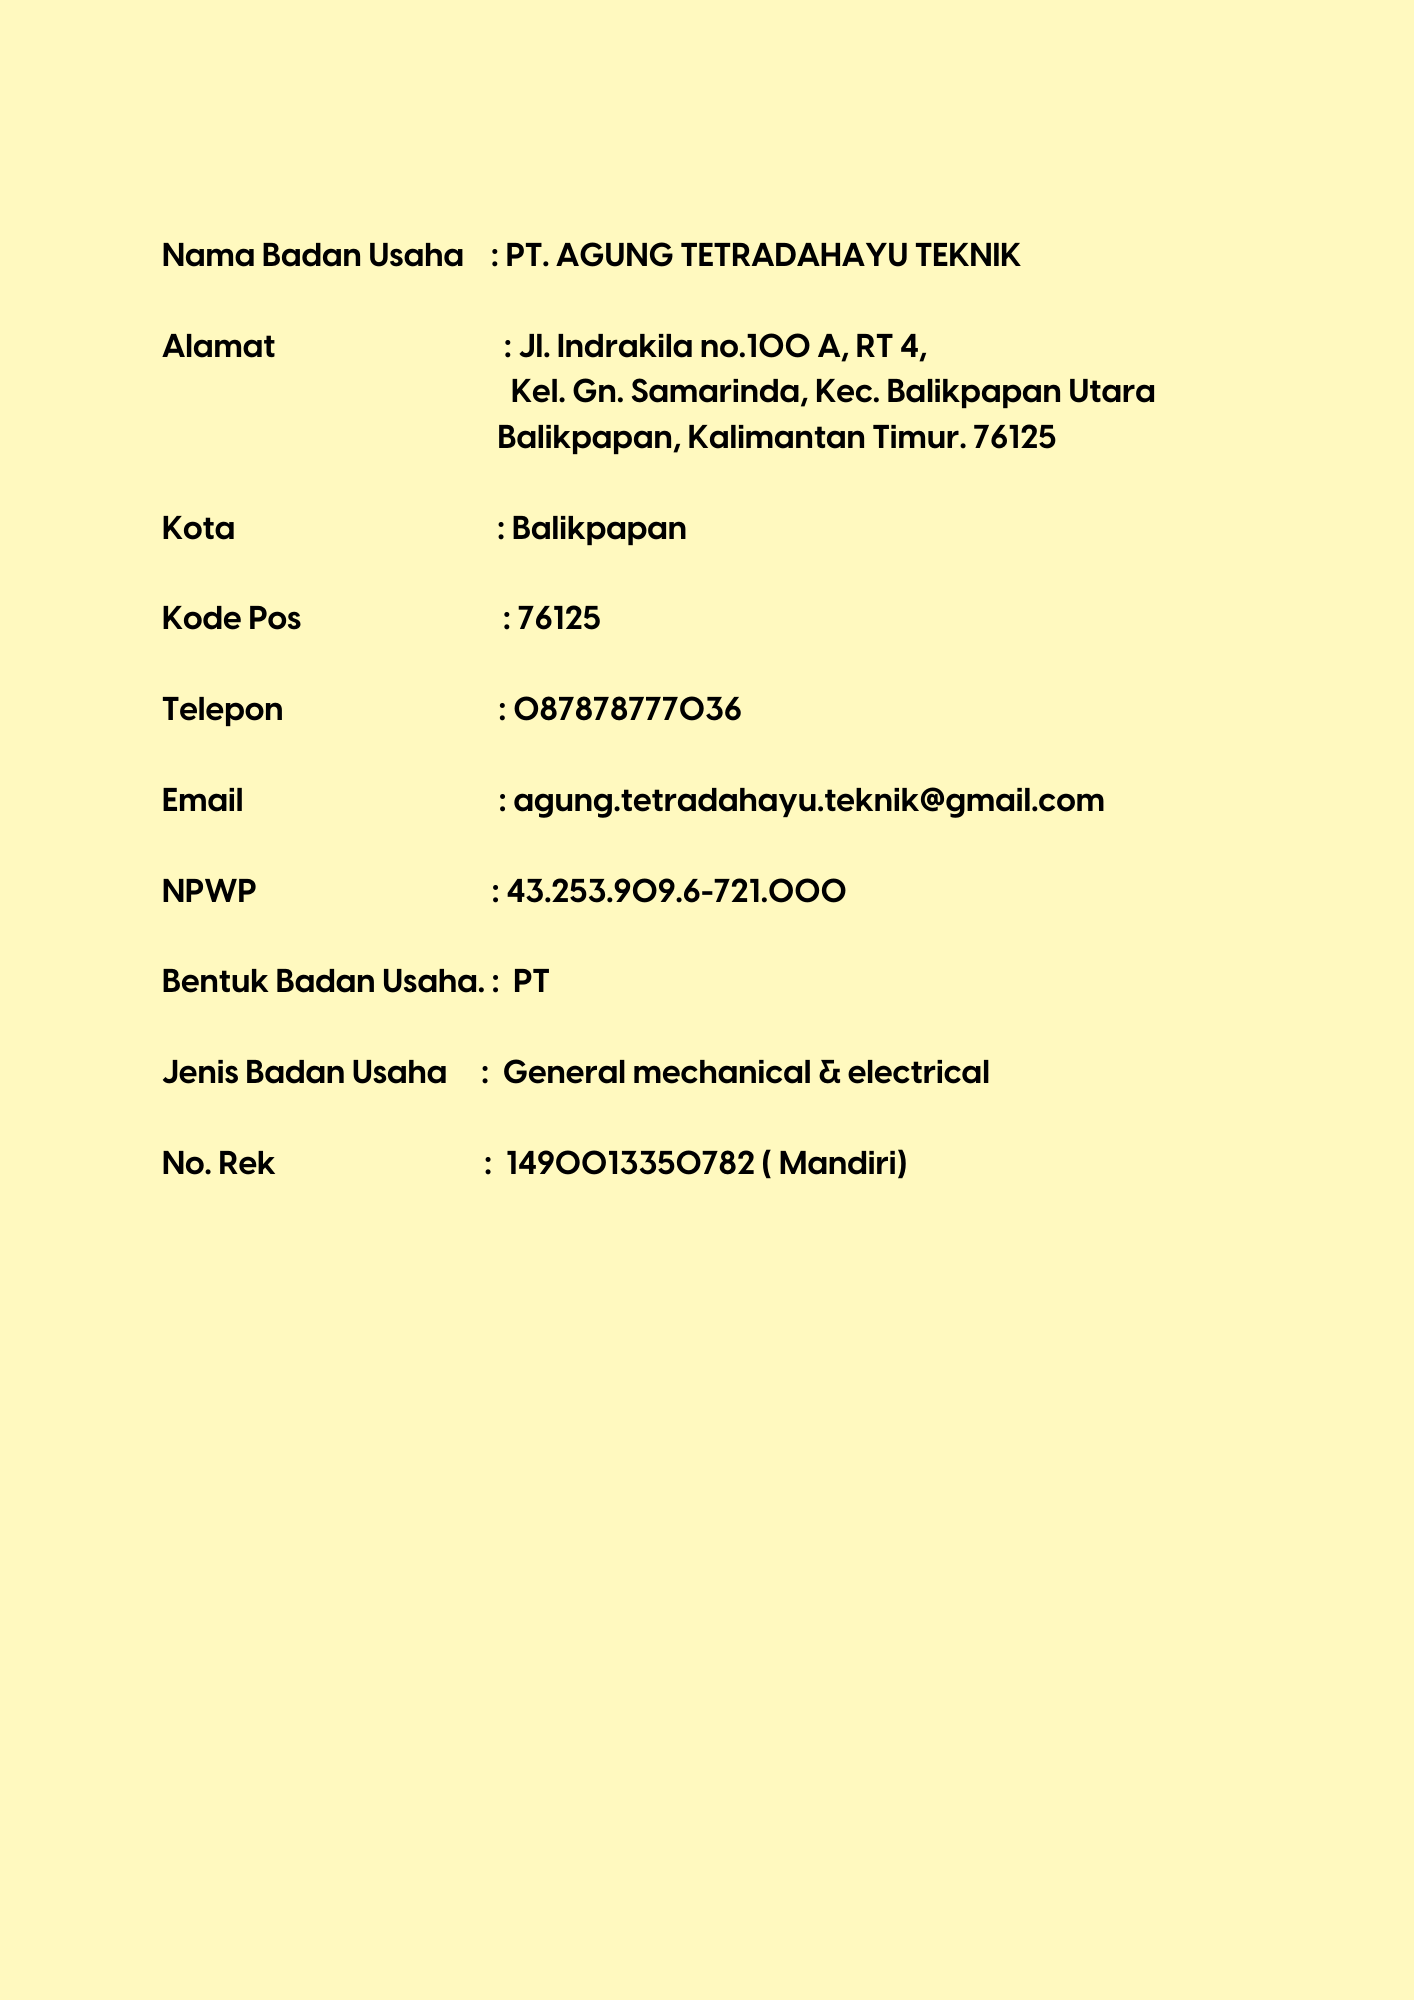 Nama Badan Usaha : PT. AGUNG TETRADAHAYU TEKNIK
Alamat : Jl. Indrakila no.100 A, RT 4,
Kel. Gn. Samarinda, Kec. Balikpapan Utara
Balikpapan, Kalimantan Timur. 76125
Kota : Balikpapan
Kode Pos : 76125
Telepon : 087878777036
Email : agung.tetradahayu.teknik@gmail.com
NPWP : 43.253.909.6-721.000
Bentuk Badan Usaha. : PT
Jenis Badan Usaha : General mechanical & electrical
No. Rek : 1490013350782 ( Mandiri)